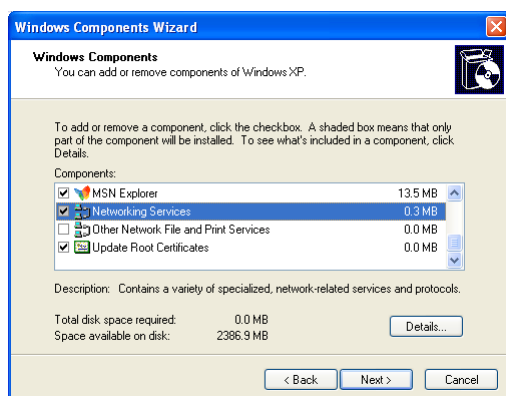 Windows Components Wizard
Windows Components
You can add or remove components of Windows XP.
To add or remove a component, click the checkbox. A shaded box means that only
part of the component will be installed. To see what's included in a component, click
Details.
Components:
MSN Explorer 13.5 MB
Networking Services 0.3 MB
Other Network File and Print Services 0.0 MB
Update Root Certificates 0.0 MB
Description: Contains a variety of specialized, network-related services and protocols.
Total disk space required: 0.0 MB
Space available on disk: 2386.9 MB
Details...
< Back Next > Cancel